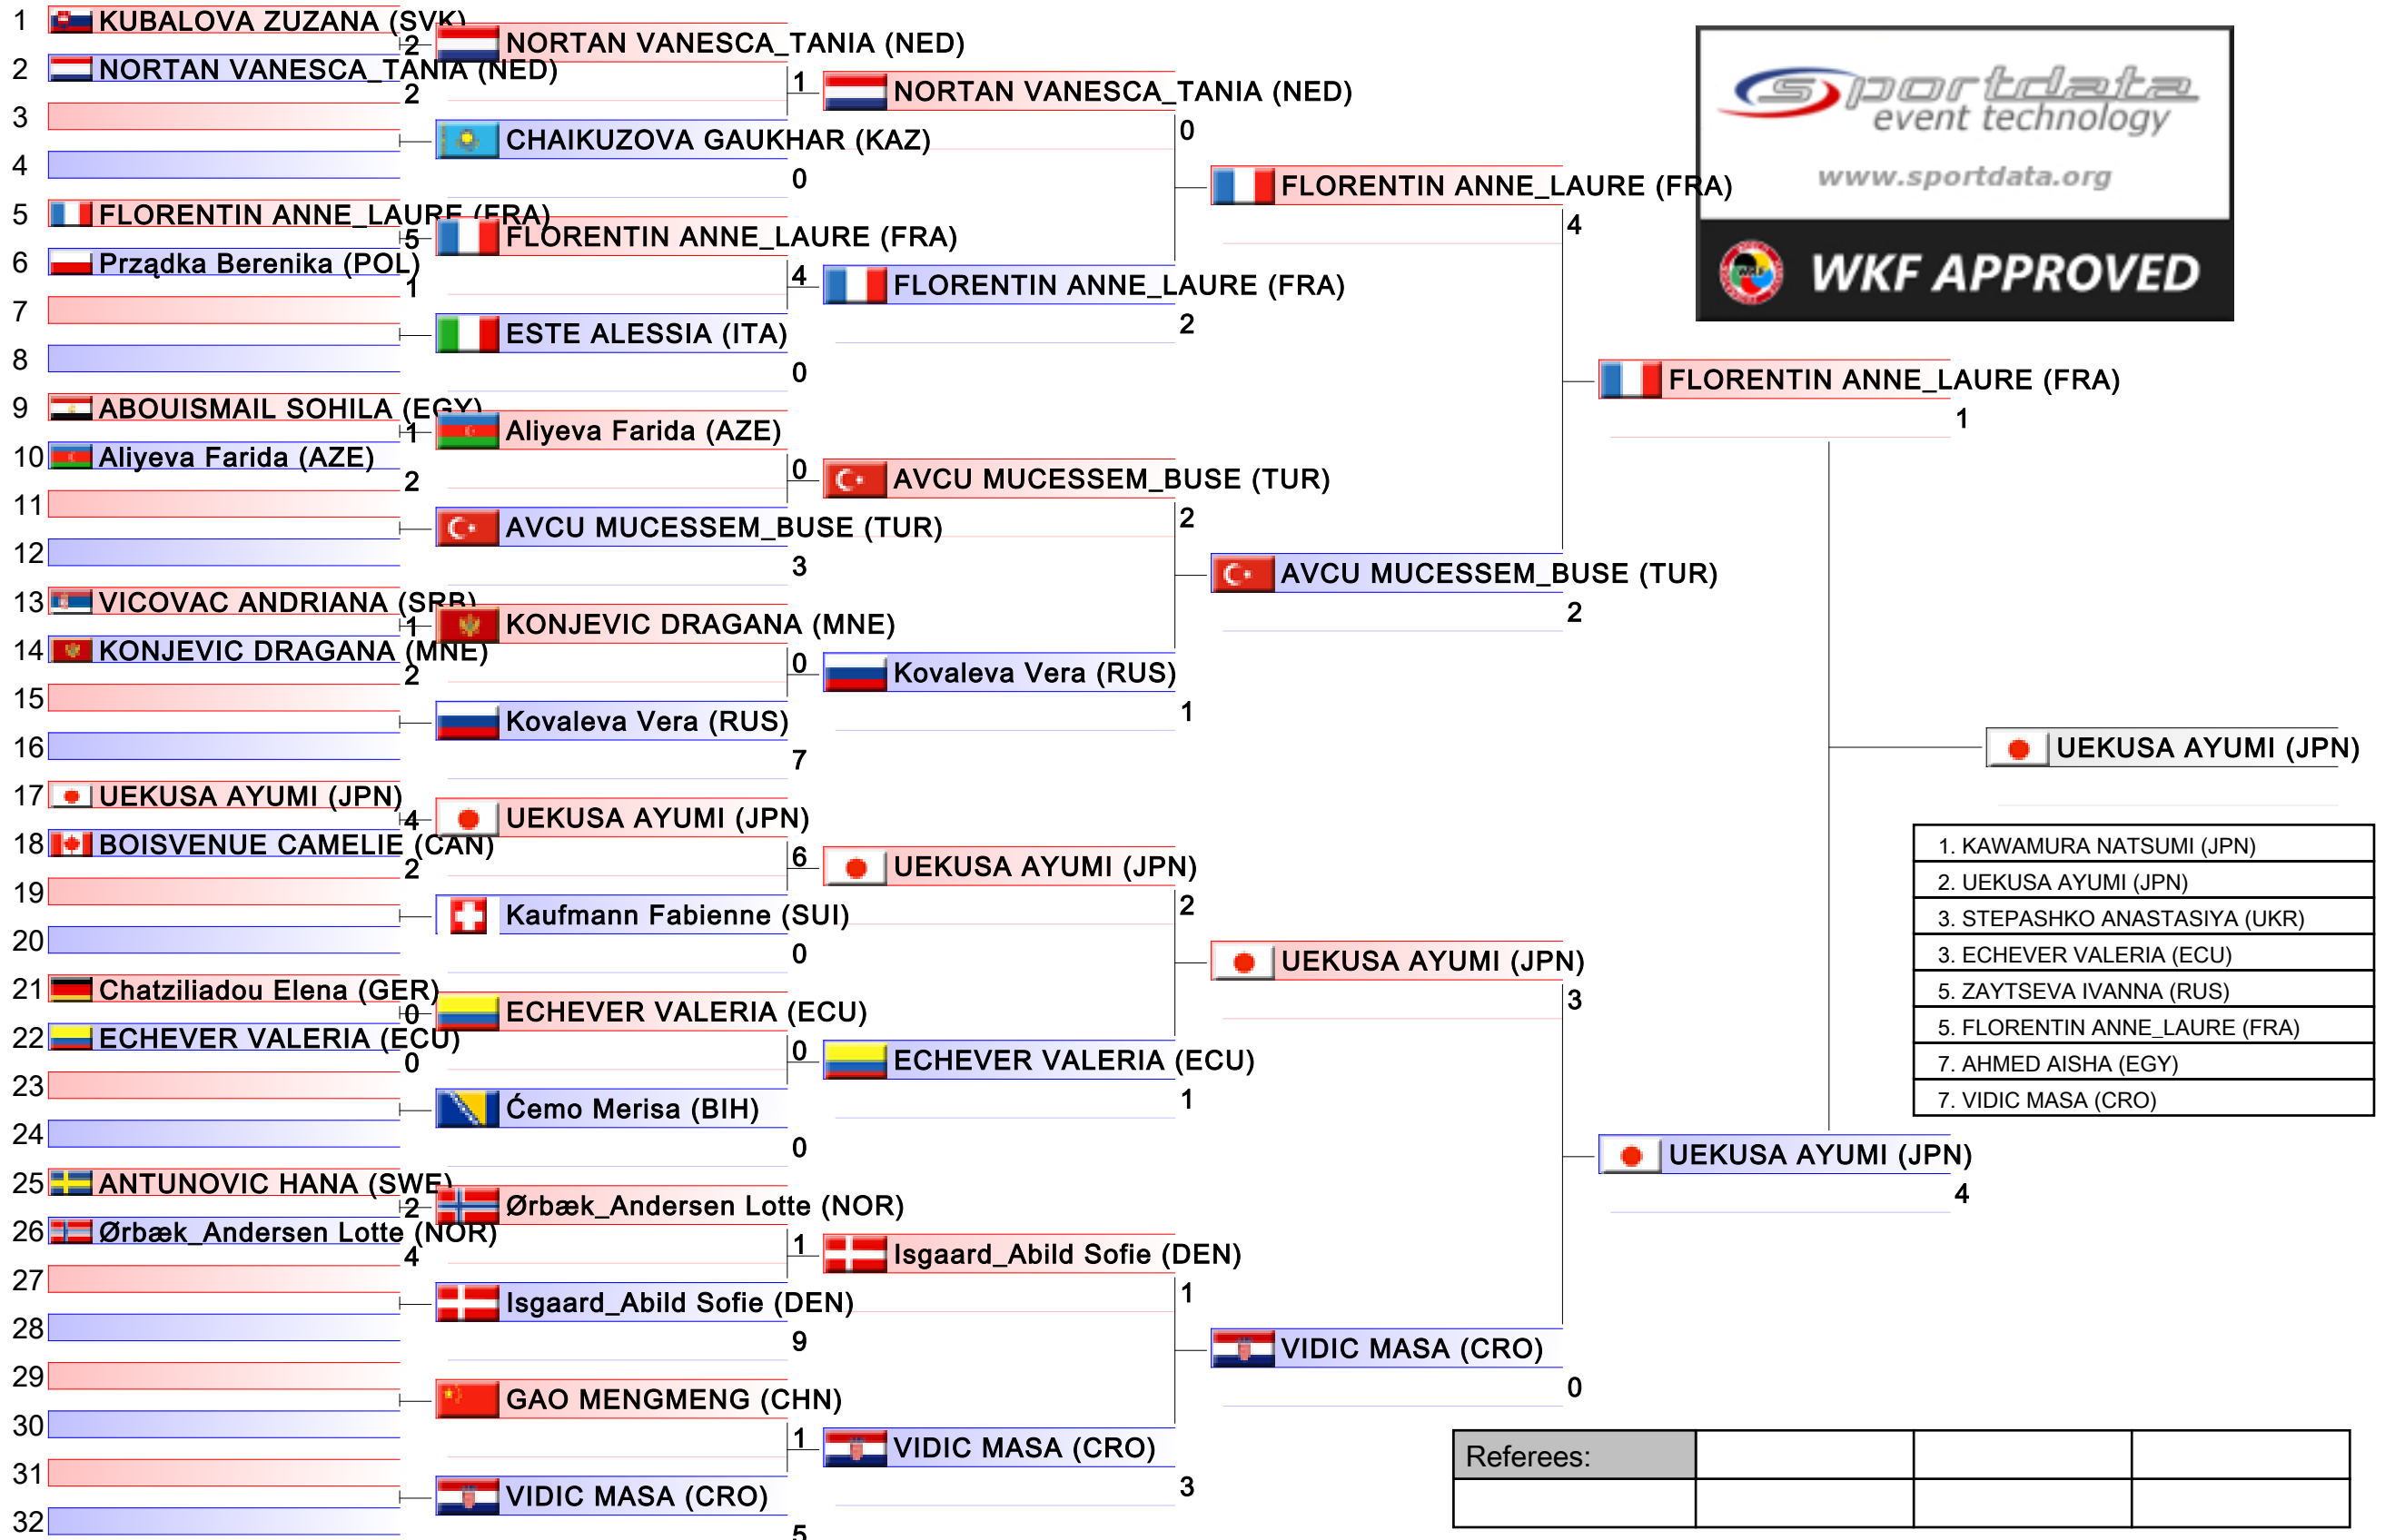 1 KUBALOVA ZUZANA (SVK)
2
2 NORTAN VANESCA_TANIA (NED)
2
3
4
5 FLORENTIN ANNE_LAURE (FRA)
5
6 Prządka Berenika (POL)
1
7
8
9 ABOUISMAIL SOHILA (EGY)
1
10 Aliyeva Farida (AZE)
2
11
12
13 VICOVAC ANDRIANA (SRB)
1
14 KONJEVIC DRAGANA (MNE)
2
15
16
17 UEKUSA AYUMI (JPN)
4
18 BOISVENUE CAMELIE (CAN)
2
19
20
21 Chatziliadou Elena (GER)
0
22 ECHEVER VALERIA (ECU)
0
23
24
25 ANTUNOVIC HANA (SWE)
2
26 Ørbæk_Andersen Lotte (NOR)
4
27
28
29
30
31
32
NORTAN VANESCA_TANIA (NED)
1
CHAIKUZOVA GAUKHAR (KAZ)
0
FLORENTIN ANNE_LAURE (FRA)
4
ESTE ALESSIA (ITA)
0
Aliyeva Farida (AZE)
0
AVCU MUCESSEM_BUSE (TUR)
3
KONJEVIC DRAGANA (MNE)
0
Kovaleva Vera (RUS)
7
UEKUSA AYUMI (JPN)
6
Kaufmann Fabienne (SUI)
0
ECHEVER VALERIA (ECU)
0
Ćemo Merisa (BIH)
0
Ørbæk_Andersen Lotte (NOR)
1
Isgaard_Abild Sofie (DEN)
9
GAO MENGMENG (CHN)
1
VIDIC MASA (CRO)
5
NORTAN VANESCA_TANIA (NED)
0
FLORENTIN ANNE_LAURE (FRA)
2
AVCU MUCESSEM_BUSE (TUR)
2
Kovaleva Vera (RUS)
1
UEKUSA AYUMI (JPN)
2
ECHEVER VALERIA (ECU)
1
Isgaard_Abild Sofie (DEN)
1
VIDIC MASA (CRO)
3
FLORENTIN ANNE_LAURE (FRA)
4
AVCU MUCESSEM_BUSE (TUR)
2
UEKUSA AYUMI (JPN)
3
VIDIC MASA (CRO)
0
FLORENTIN ANNE_LAURE (FRA)
1
UEKUSA AYUMI (JPN)
4
UEKUSA AYUMI (JPN)
sportdata
event technology
www.sportdata.org
WKF
WKF APPROVED
1. KAWAMURA NATSUMI (JPN)
2. UEKUSA AYUMI (JPN)
3. STEPASHKO ANASTASIYA (UKR)
3. ECHEVER VALERIA (ECU)
5. ZAYTSEVA IVANNA (RUS)
5. FLORENTIN ANNE_LAURE (FRA)
7. AHMED AISHA (EGY)
7. VIDIC MASA (CRO)
Referees: